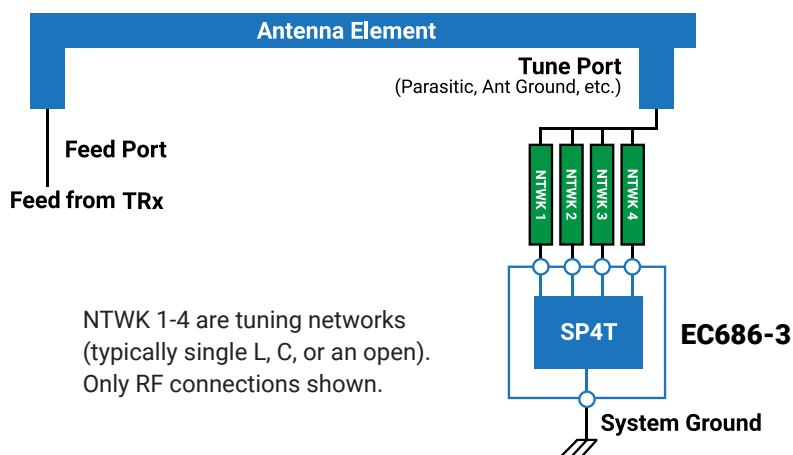 Antenna Element
Tune Port
(Parasitic, Ant Ground, etc.)
Feed Port
Feed from TRx
NTWK 1
NTWK 2
NTWK 3
NTWK 4
NTWK 1-4 are tuning networks
(typically single L, C, or an open).
Only RF connections shown.
SP4T
EC686-3
System Ground